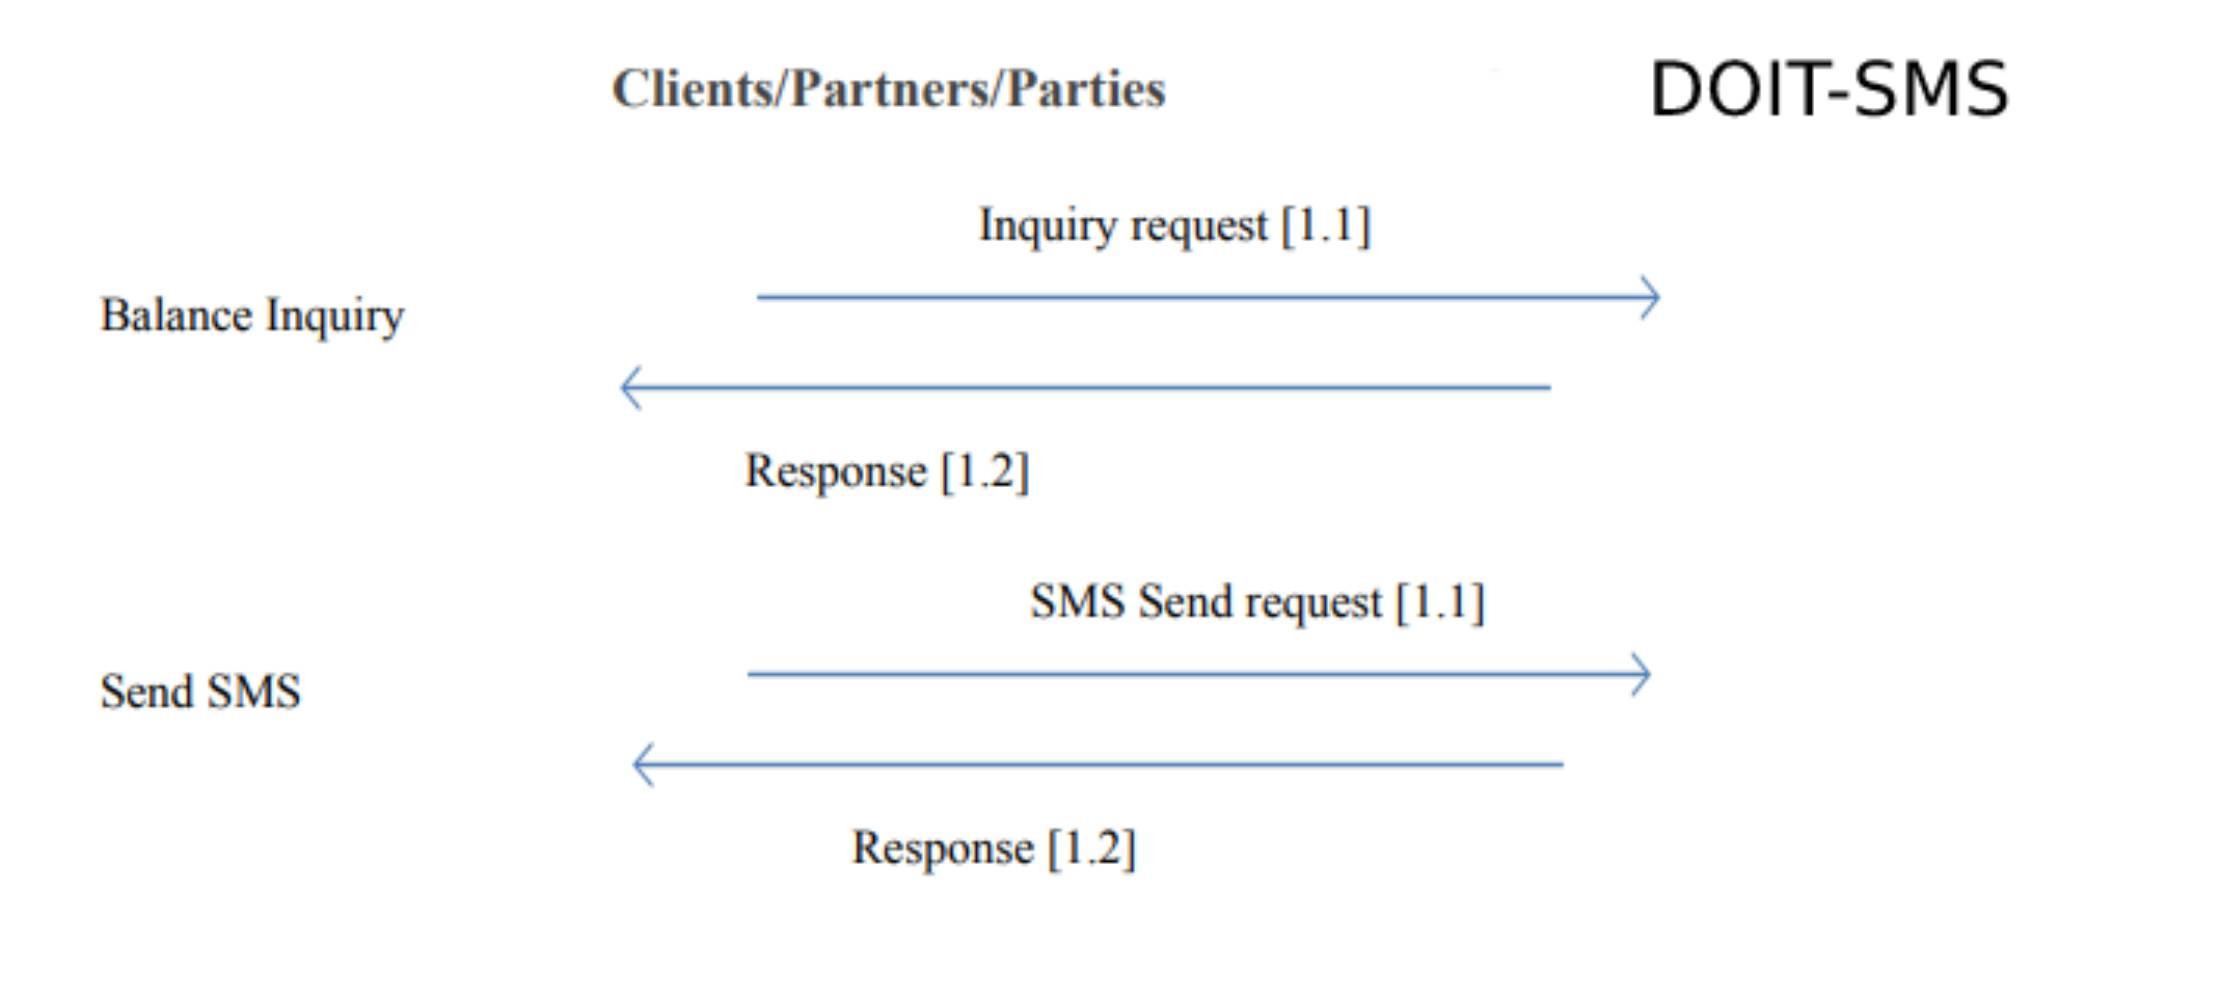 Clients/Partners/Parties DOIT-SMS
Inquiry request [1.1]
Balance Inquiry
Response [1.2]
SMS Send request [1.1]
Send SMS
Response [1.2]